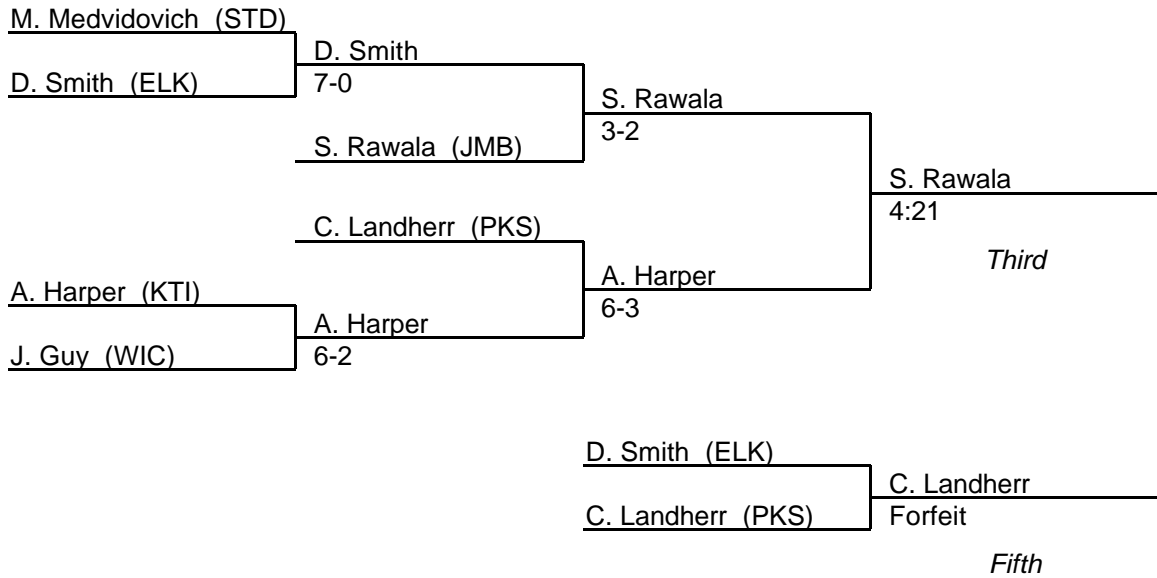 M. Medvidovich (STD)
D. Smith
D. Smith (ELK)
7-0
S. Rawala
3-2
S. Rawala (JMB)
S. Rawala
4:21
C. Landherr (PKS)
Third
A. Harper
A. Harper (KTI)
6-3
A. Harper
J. Guy (WIC)
6-2
D. Smith (ELK)
C. Landherr
C. Landherr (PKS)
Forfeit
Fifth